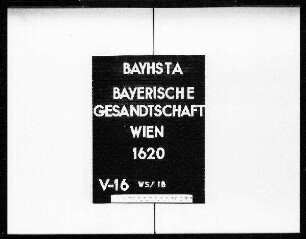 BAYHSTA
BAYERISCHE
GESANDTSCHAFT
WIEN
1620
V-16 WS/18